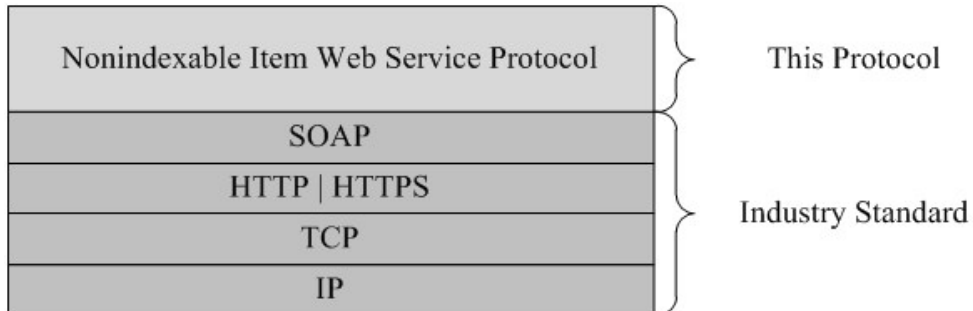 Nonindexable Item Web Service Protocol
This Protocol
SOAP
HTTP | HTTPS
TCP
IP
Industry Standard